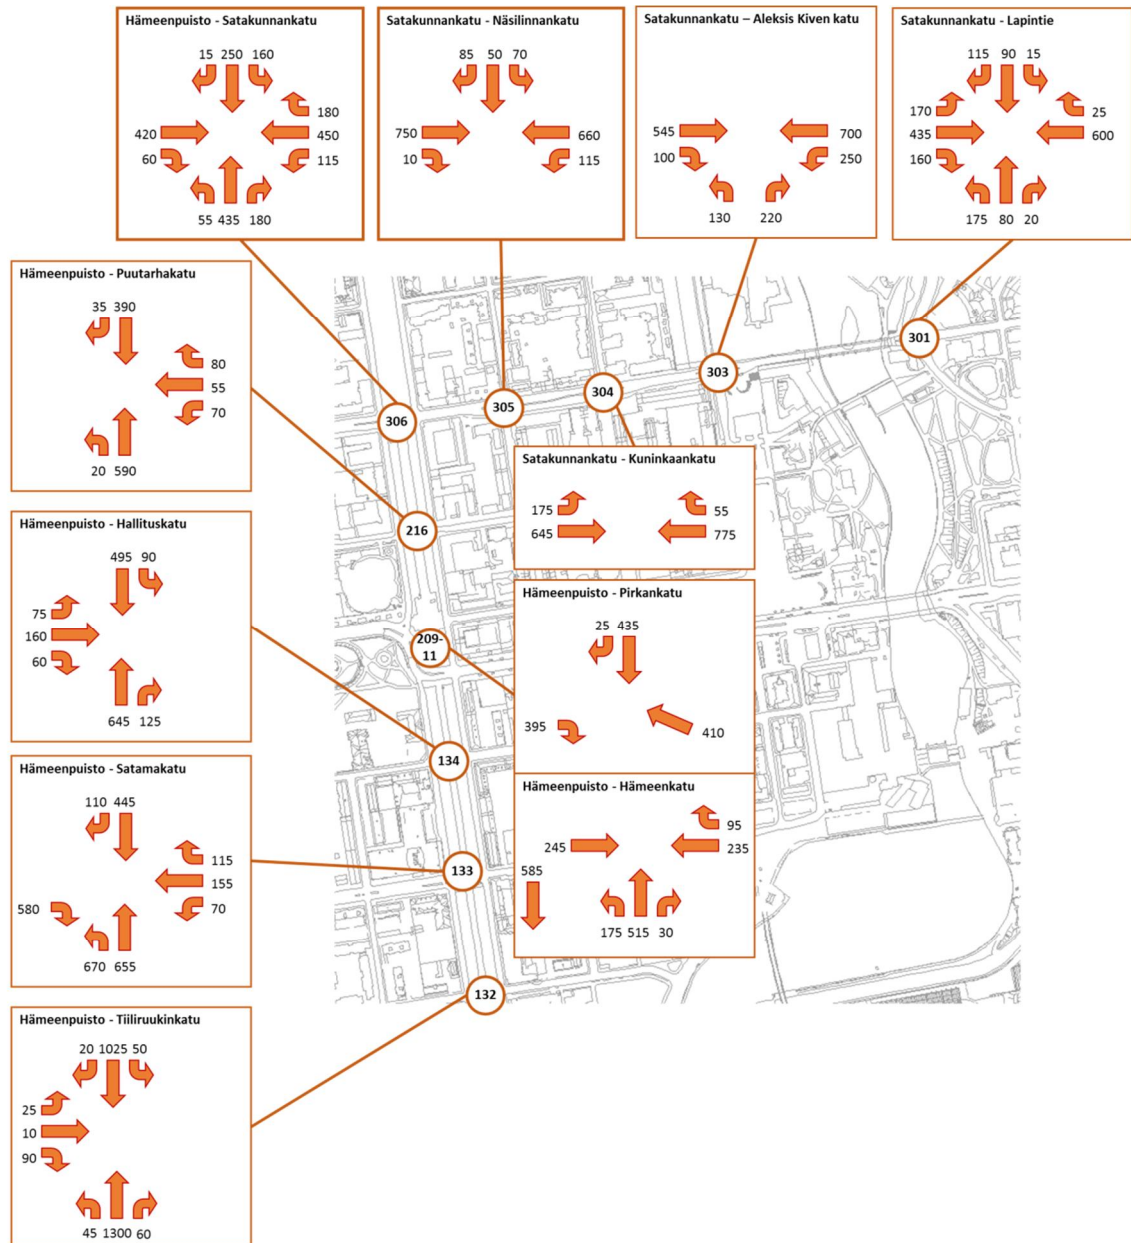 Hämeenpuisto - Satakunnankatu
15 250 160
180
420 450
60 115
55 435 180
Satakunnankatu - Näsilinnankatu
85 50 70
750 660
10 115
Satakunnankatu – Aleksis Kiven katu
545 700
100 250
130 220
Satakunnankatu - Lapintie
115 90 15
170 25
435 600
160
175 80 20
Hämeenpuisto - Puutarhakatu
35 390
80
55
70
20 590
306
305
304
303
301
216
209-
11
134
133
132
Satakunnankatu - Kuninkaankatu
175 55
645 775
Hämeenpuisto - Hallituskatu
495 90
75
160
60
645 125
Hämeenpuisto - Pirkankatu
25 435
395 410
Hämeenpuisto - Satamakatu
110 445
115
155
580 70
670 655
Hämeenpuisto - Hämeenkatu
95
245 235
585
175 515 30
Hämeenpuisto - Tiiliruukinkatu
20 1025 50
25
10
90
45 1300 60